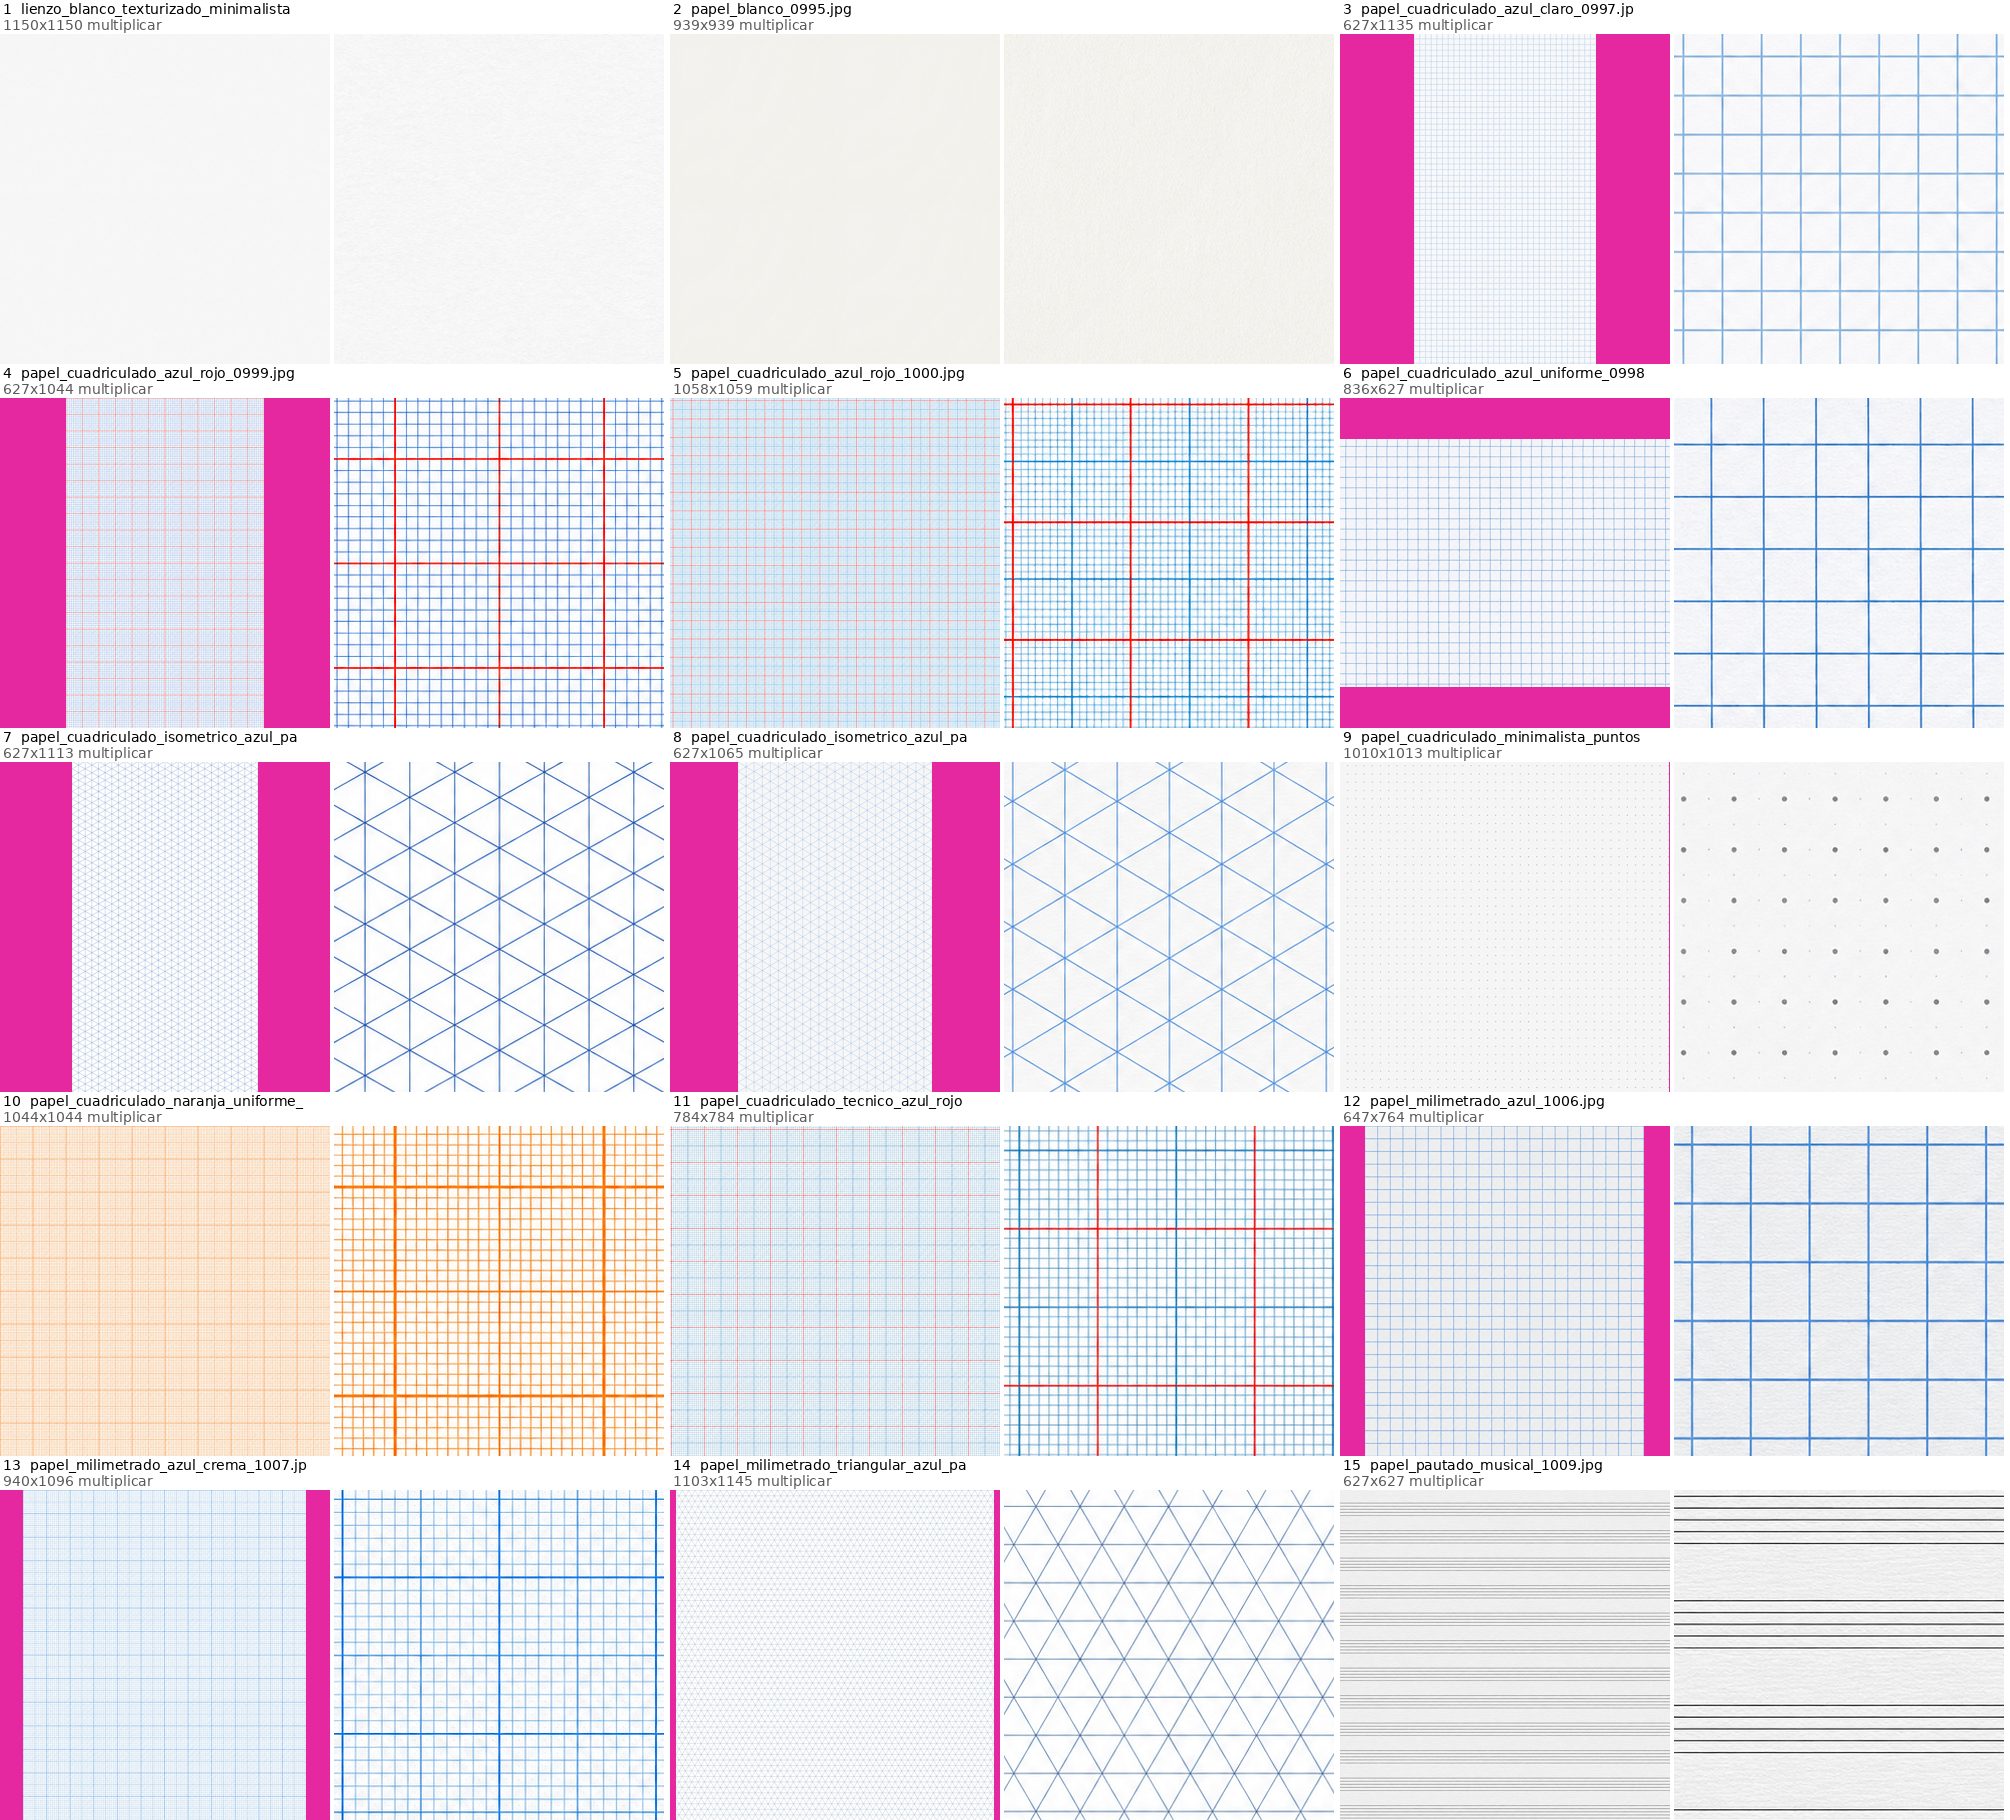 1 lienzo_blanco_texturizado_minimalista
1150x1150 multiplicar
2 papel_blanco_0995.jpg
939x939 multiplicar
3 papel_cuadriculado_azul_claro_0997.jp
627x1135 multiplicar
4 papel_cuadriculado_azul_rojo_0999.jpg
627x1044 multiplicar
5 papel_cuadriculado_azul_rojo_1000.jpg
1058x1059 multiplicar
6 papel_cuadriculado_azul_uniforme_0998
836x627 multiplicar
7 papel_cuadriculado_isometrico_azul_pa
627x1113 multiplicar
8 papel_cuadriculado_isometrico_azul_pa
627x1065 multiplicar
9 papel_cuadriculado_minimalista_puntos
1010x1013 multiplicar
10 papel_cuadriculado_naranja_uniforme_
1044x1044 multiplicar
11 papel_cuadriculado_tecnico_azul_rojo
784x784 multiplicar
12 papel_milimetrado_azul_1006.jpg
647x764 multiplicar
13 papel_milimetrado_azul_crema_1007.jp
940x1096 multiplicar
14 papel_milimetrado_triangular_azul_pa
1103x1145 multiplicar
15 papel_pautado_musical_1009.jpg
627x627 multiplicar